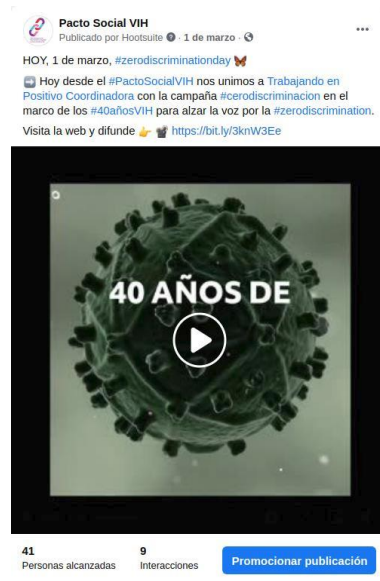 Pacto Social VIH
Publicado por Hootsuite · 1 de marzo ·
HOY, 1 de marzo, #zerodiscriminationday
Hoy desde el #PactoSocialVIH nos unimos a Trabajando en
Positivo Coordinadora con la campaña #cerodiscriminacion en el
marco de los #40añosVIH para alzar la voz por la #zerodiscrimination.
Visita la web y difunde https://bit.ly/3knW3Ee
40 AÑOS DE
41
Personas alcanzadas
9
Interacciones
Promocionar publicación